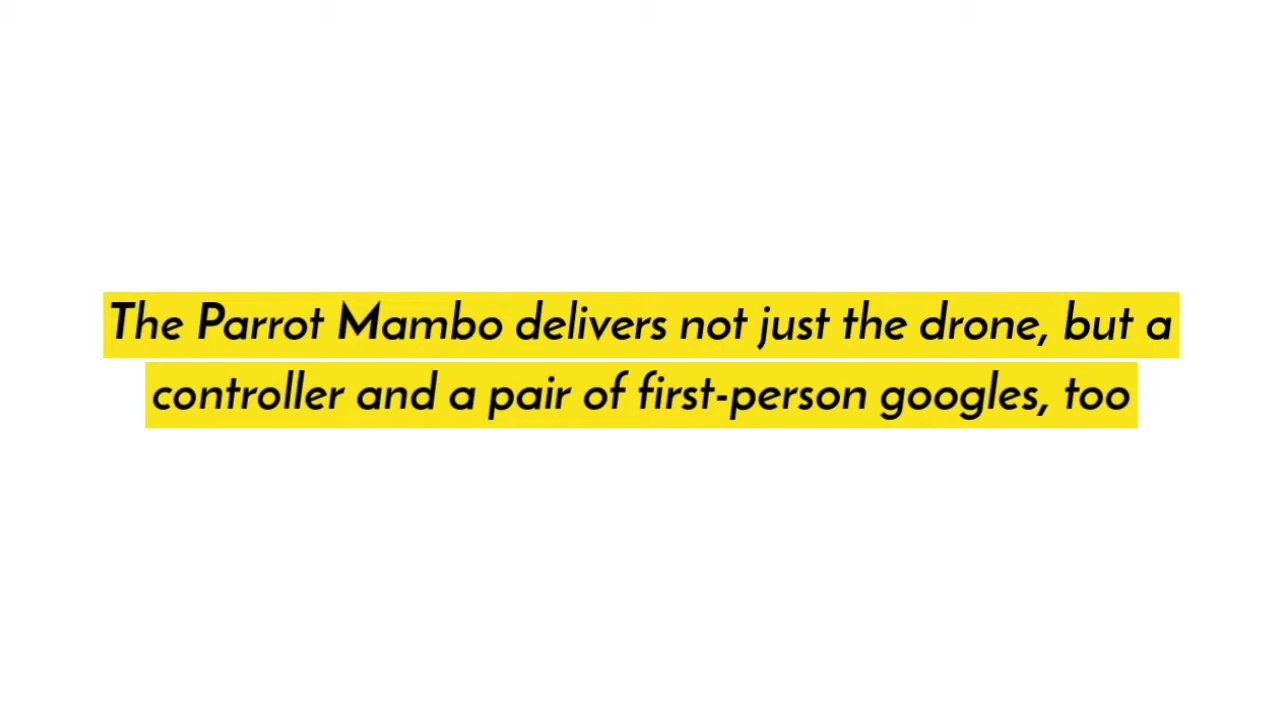 The Parrot Mambo delivers not just the drone, but a
controller and a pair of first-person googles, too